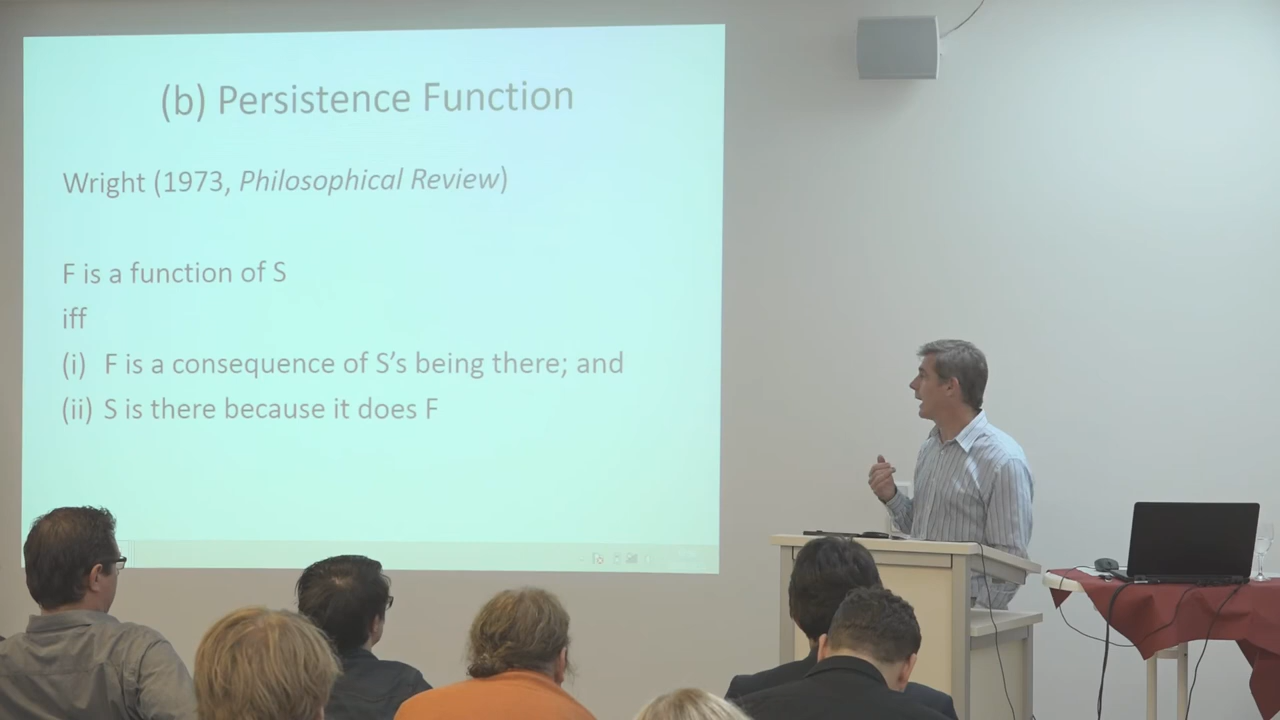 (b) Persistence Function
Wright (1973, Philosophical Review)
F is a function of S
iff
(i) F is a consequence of S’s being there; and
(ii) S is there because it does F